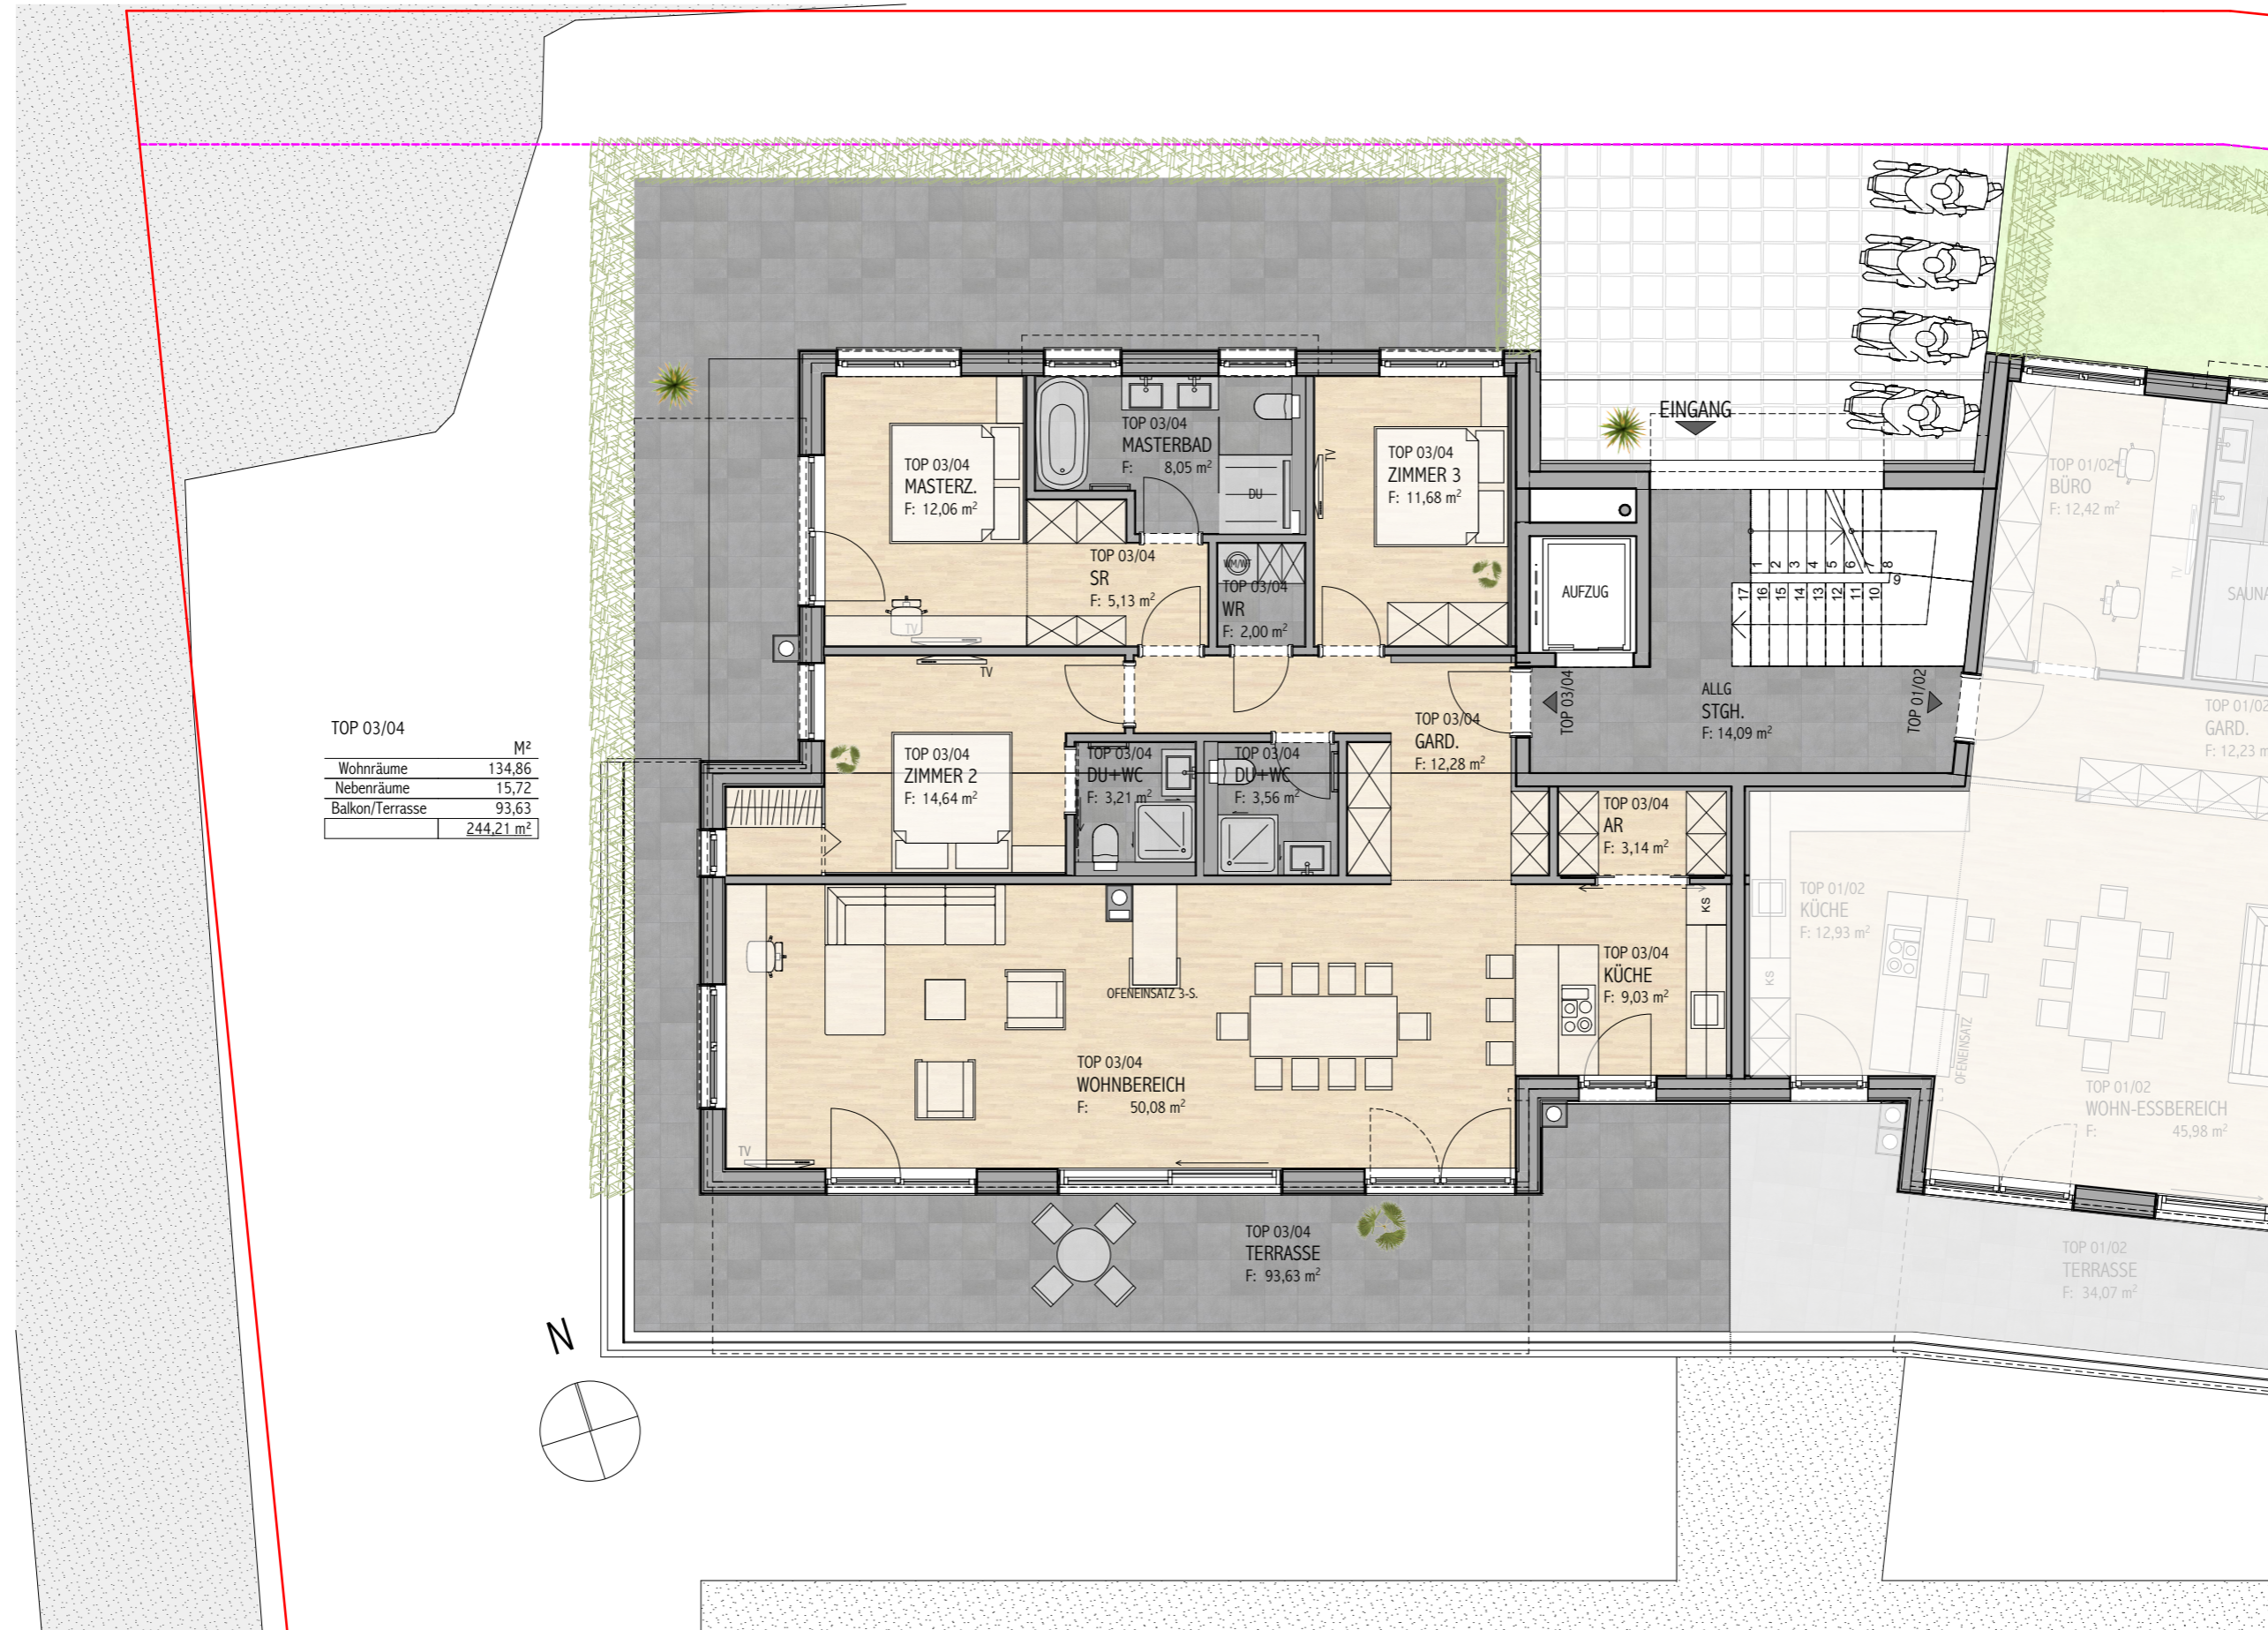 EINGANG
TOP 03/04
MASTERBAD
F: 8,05 m²
TOP 03/04
MASTERZ.
F: 12,06 m²
TOP 03/04
ZIMMER 3
F: 11,68 m²
TV
DU
TOP 01/02
BÜRO
F: 12,42 m²
TOP 03/04
SR
F: 5,13 m²
WM/WT
TOP 03/04
WR
F: 2,00 m²
AUFZUG
1
2
3
4
5
6
7
8
9
17
16
15
14
13
12
11
10
TV
SAUNA
TV
TV
TOP 03/04
ALLG
STGH.
F: 14,09 m²
TOP 01/02
TOP 01/02
GARD.
F: 12,23 m
TOP 03/04
GARD.
F: 12,28 m²
TOP 03/04
M²
Wohnräume 134,86
Nebenräume 15,72
Balkon/Terrasse 93,63
244,21 m²
TOP 03/04
ZIMMER 2
F: 14,64 m²
TOP 03/04
DU+WC
F: 3,21 m²
TOP 03/04
DU+WC
F: 3,56 m²
TOP 03/04
AR
F: 3,14 m²
KS
TOP 01/02
KÜCHE
F: 12,93 m²
KS
TOP 03/04
KÜCHE
F: 9,03 m²
OFENEINSATZ 3-S.
OFENEINSATZ
TOP 03/04
WOHNBEREICH
F: 50,08 m²
TOP 01/02
WOHN-ESSBEREICH
F: 45,98 m²
TV
TOP 03/04
TERRASSE
F: 93,63 m²
TOP 01/02
TERRASSE
F: 34,07 m²
N